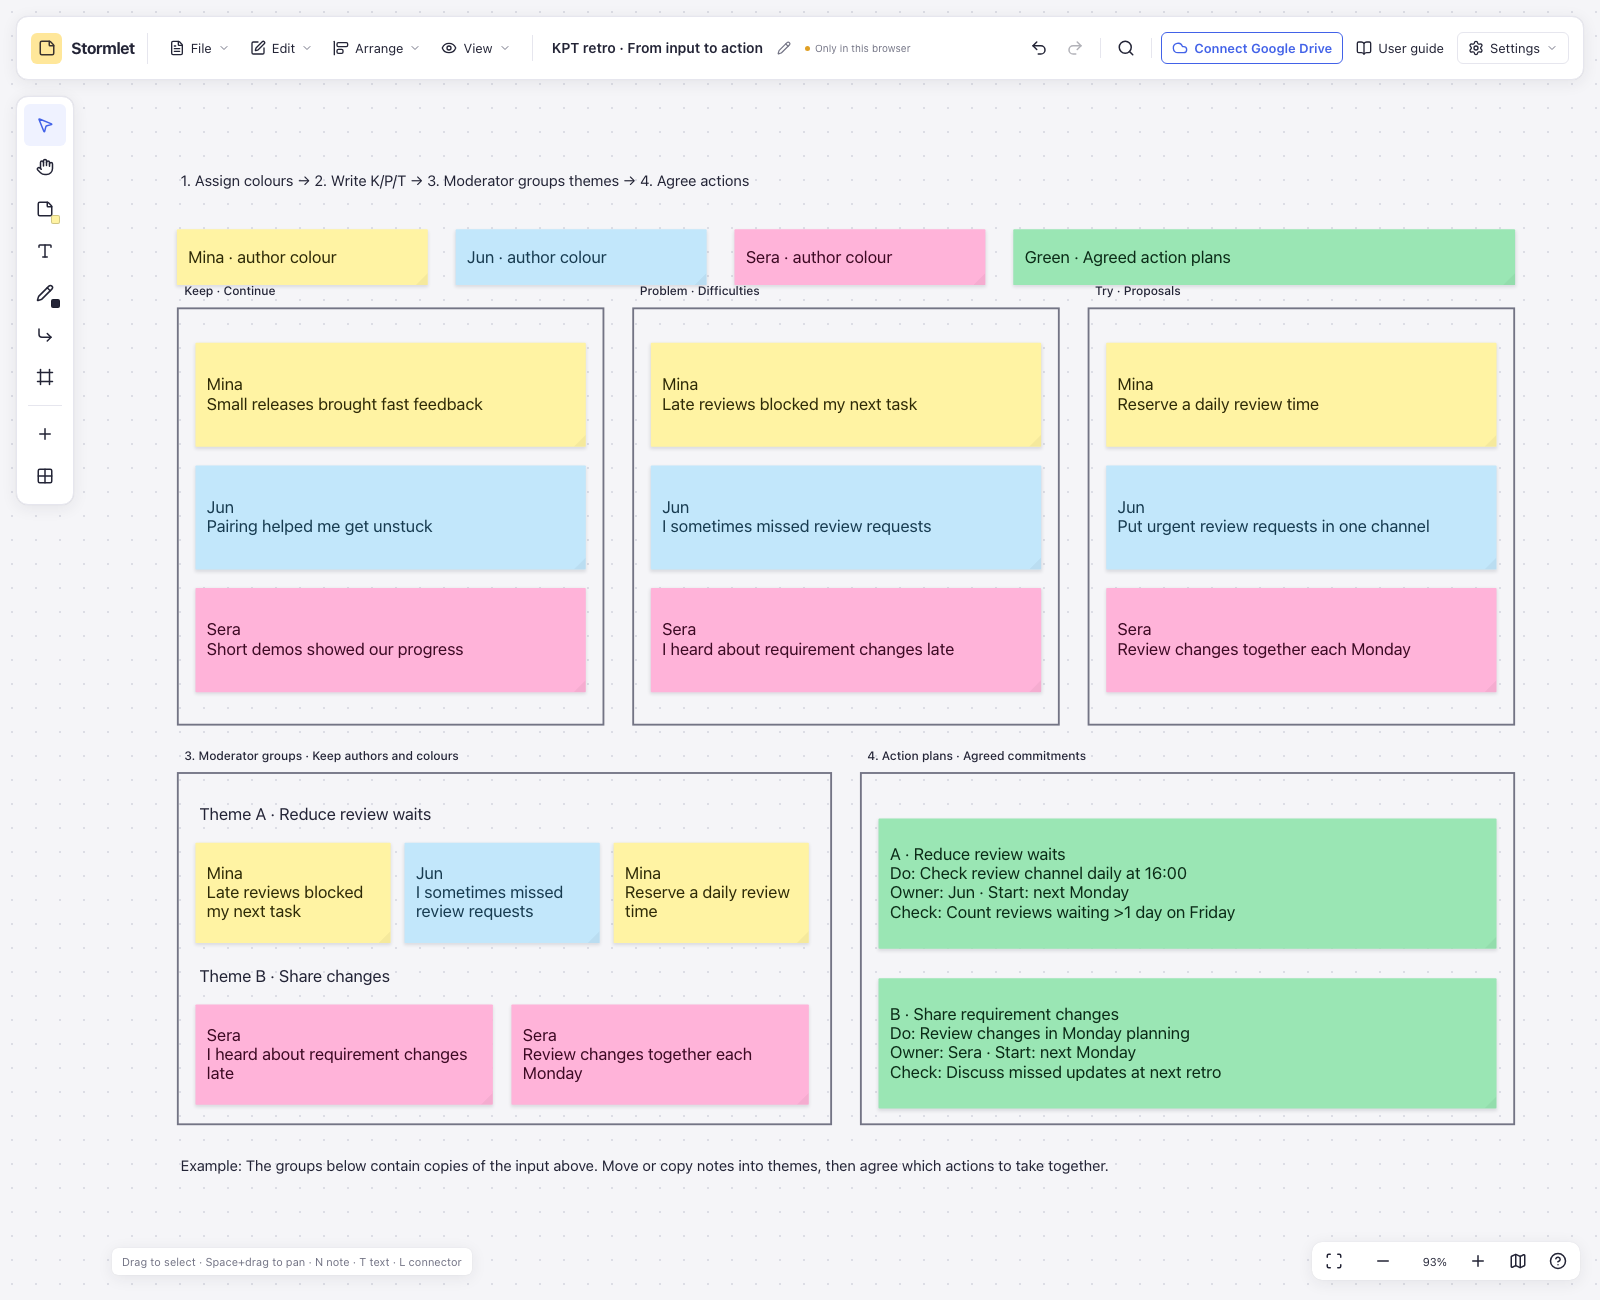 Stormlet
File
Edit
Arrange
View
KPT retro · From input to action
Only in this browser
Connect Google Drive
User guide
Settings
1. Assign colours → 2. Write K/P/T → 3. Moderator groups themes → 4. Agree actions
Mina · author colour
Jun · author colour
Sera · author colour
Green · Agreed action plans
Keep · Continue
Mina
Small releases brought fast feedback
Jun
Pairing helped me get unstuck
Sera
Short demos showed our progress
Problem · Difficulties
Mina
Late reviews blocked my next task
Jun
I sometimes missed review requests
Sera
I heard about requirement changes late
Try · Proposals
Mina
Reserve a daily review time
Jun
Put urgent review requests in one channel
Sera
Review changes together each Monday
3. Moderator groups · Keep authors and colours
Theme A · Reduce review waits
Mina
Late reviews blocked
my next task
Jun
I sometimes missed
review requests
Mina
Reserve a daily review
time
Theme B · Share changes
Sera
I heard about requirement changes
late
Sera
Review changes together each
Monday
4. Action plans · Agreed commitments
A · Reduce review waits
Do: Check review channel daily at 16:00
Owner: Jun · Start: next Monday
Check: Count reviews waiting >1 day on Friday
B · Share requirement changes
Do: Review changes in Monday planning
Owner: Sera · Start: next Monday
Check: Discuss missed updates at next retro
Example: The groups below contain copies of the input above. Move or copy notes into themes, then agree which actions to take together.
Drag to select · Space+drag to pan · N note · T text · L connector
93%